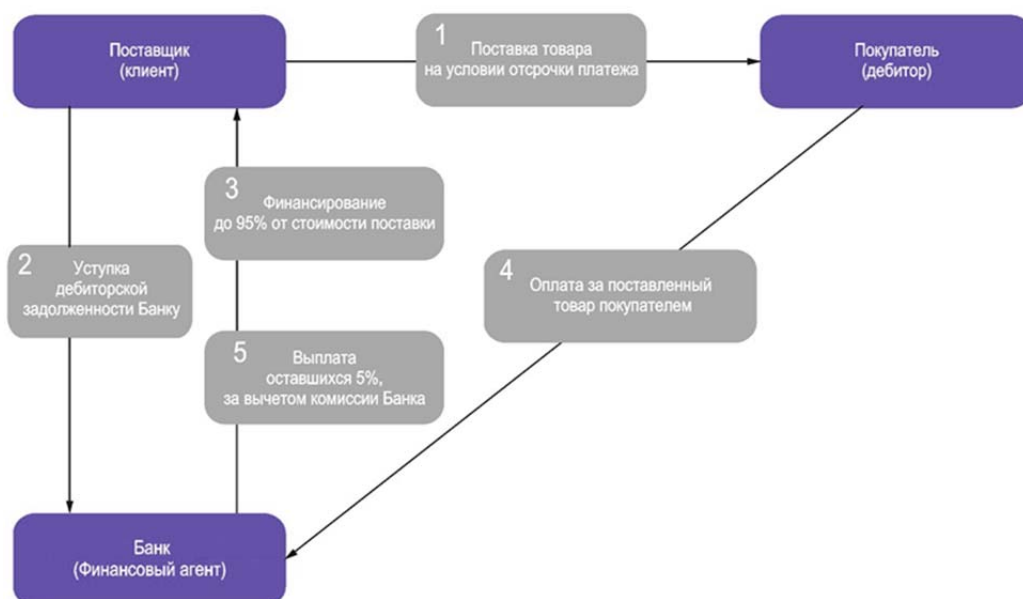 Поставщик
(клиент)
1
Поставка товара
на условии отсрочки платежа
Покупатель
(дебитор)
3
Финансирование
до 95% от стоимости поставки
2
Уступка
дебиторской
задолженности Банку
4
Оплата за поставленный
товар покупателем
5
Выплата
оставшихся 5%,
за вычетом комиссии Банка
Банк
(Финансовый агент)